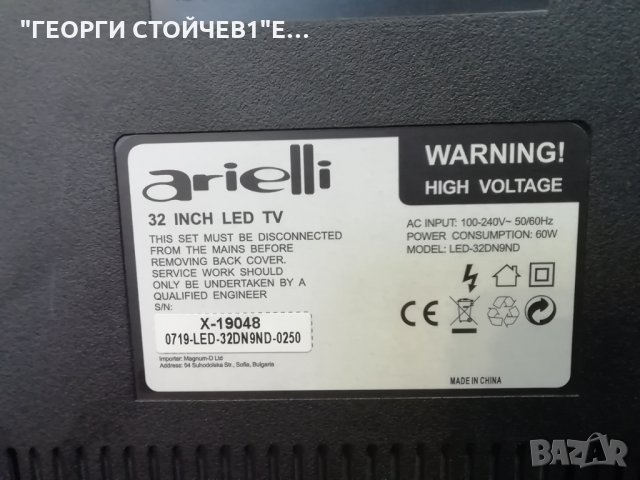 "ГЕОРГИ СТОЙЧЕВ1"Е...
arielli
32 INCH LED TV
THIS SET MUST BE DISCONNECTED
FROM THE MAINS BEFORE
REMOVING BACK COVER.
SERVICE WORK SHOULD
ONLY BE UNDERTAKEN BY A
QUALIFIED ENGINEER
S/N:
X-19048
0719-LED-32DN9ND-0250
Importer: Magnum-D Ltd
Address: 54 Suhodolska Str., Sofia, Bulgaria
WARNING!
HIGH VOLTAGE
AC INPUT: 100-240V~ 50/60Hz
POWER CONSUMPTION: 60W
MODEL: LED-32DN9ND
CE
MADE IN CHINA
BAZAR